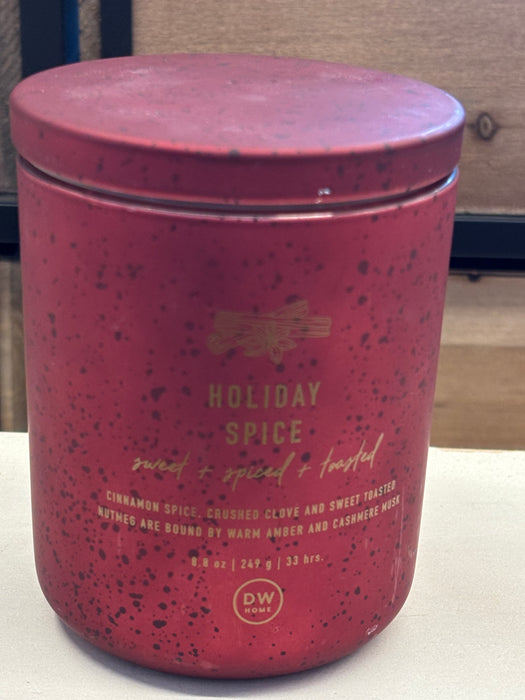 HOLIDAY
SPICE
sweet + spiced + toasted
CINNAMON SPICE, CRUSHED CLOVE AND SWEET TOASTED
NUTMEG ARE BOUND BY WARM AMBER AND CASHMERE MUSK
8.8 oz | 249 g | 33 hrs.
DW
HOME